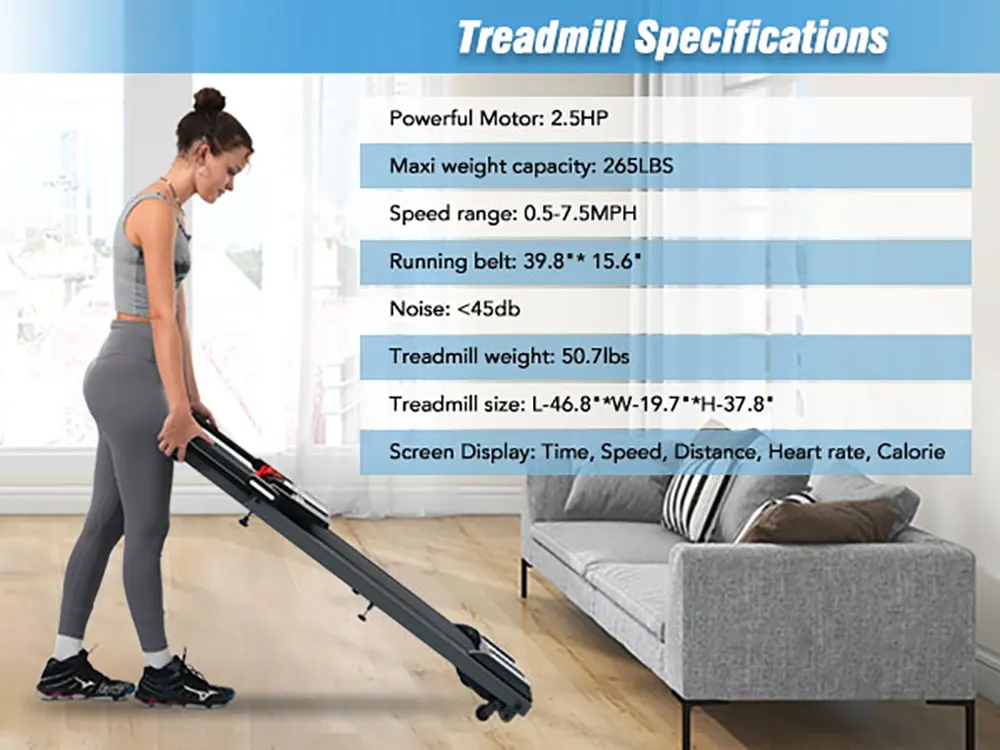 Treadmill Specifications
Powerful Motor: 2.5HP
Maxi weight capacity: 265LBS
Speed range: 0.5-7.5MPH
Running belt: 39.8"* 15.6"
Noise: <45db
Treadmill weight: 50.7lbs
Treadmill size: L-46.8"*W-19.7"*H-37.8"
Screen Display: Time, Speed, Distance, Heart rate, Calorie